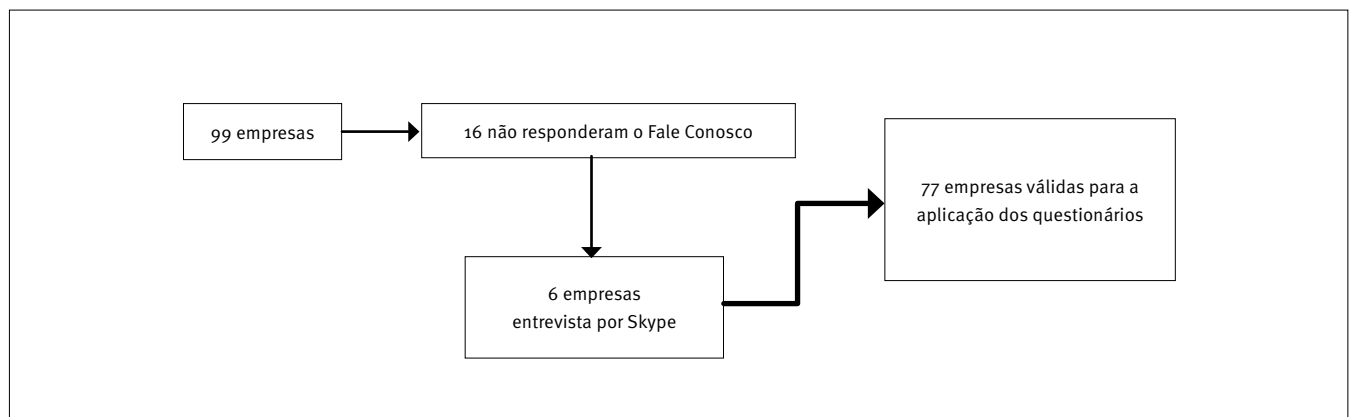 99 empresas
16 não responderam o Fale Conosco
6 empresas
entrevista por Skype
77 empresas válidas para a
aplicação dos questionários